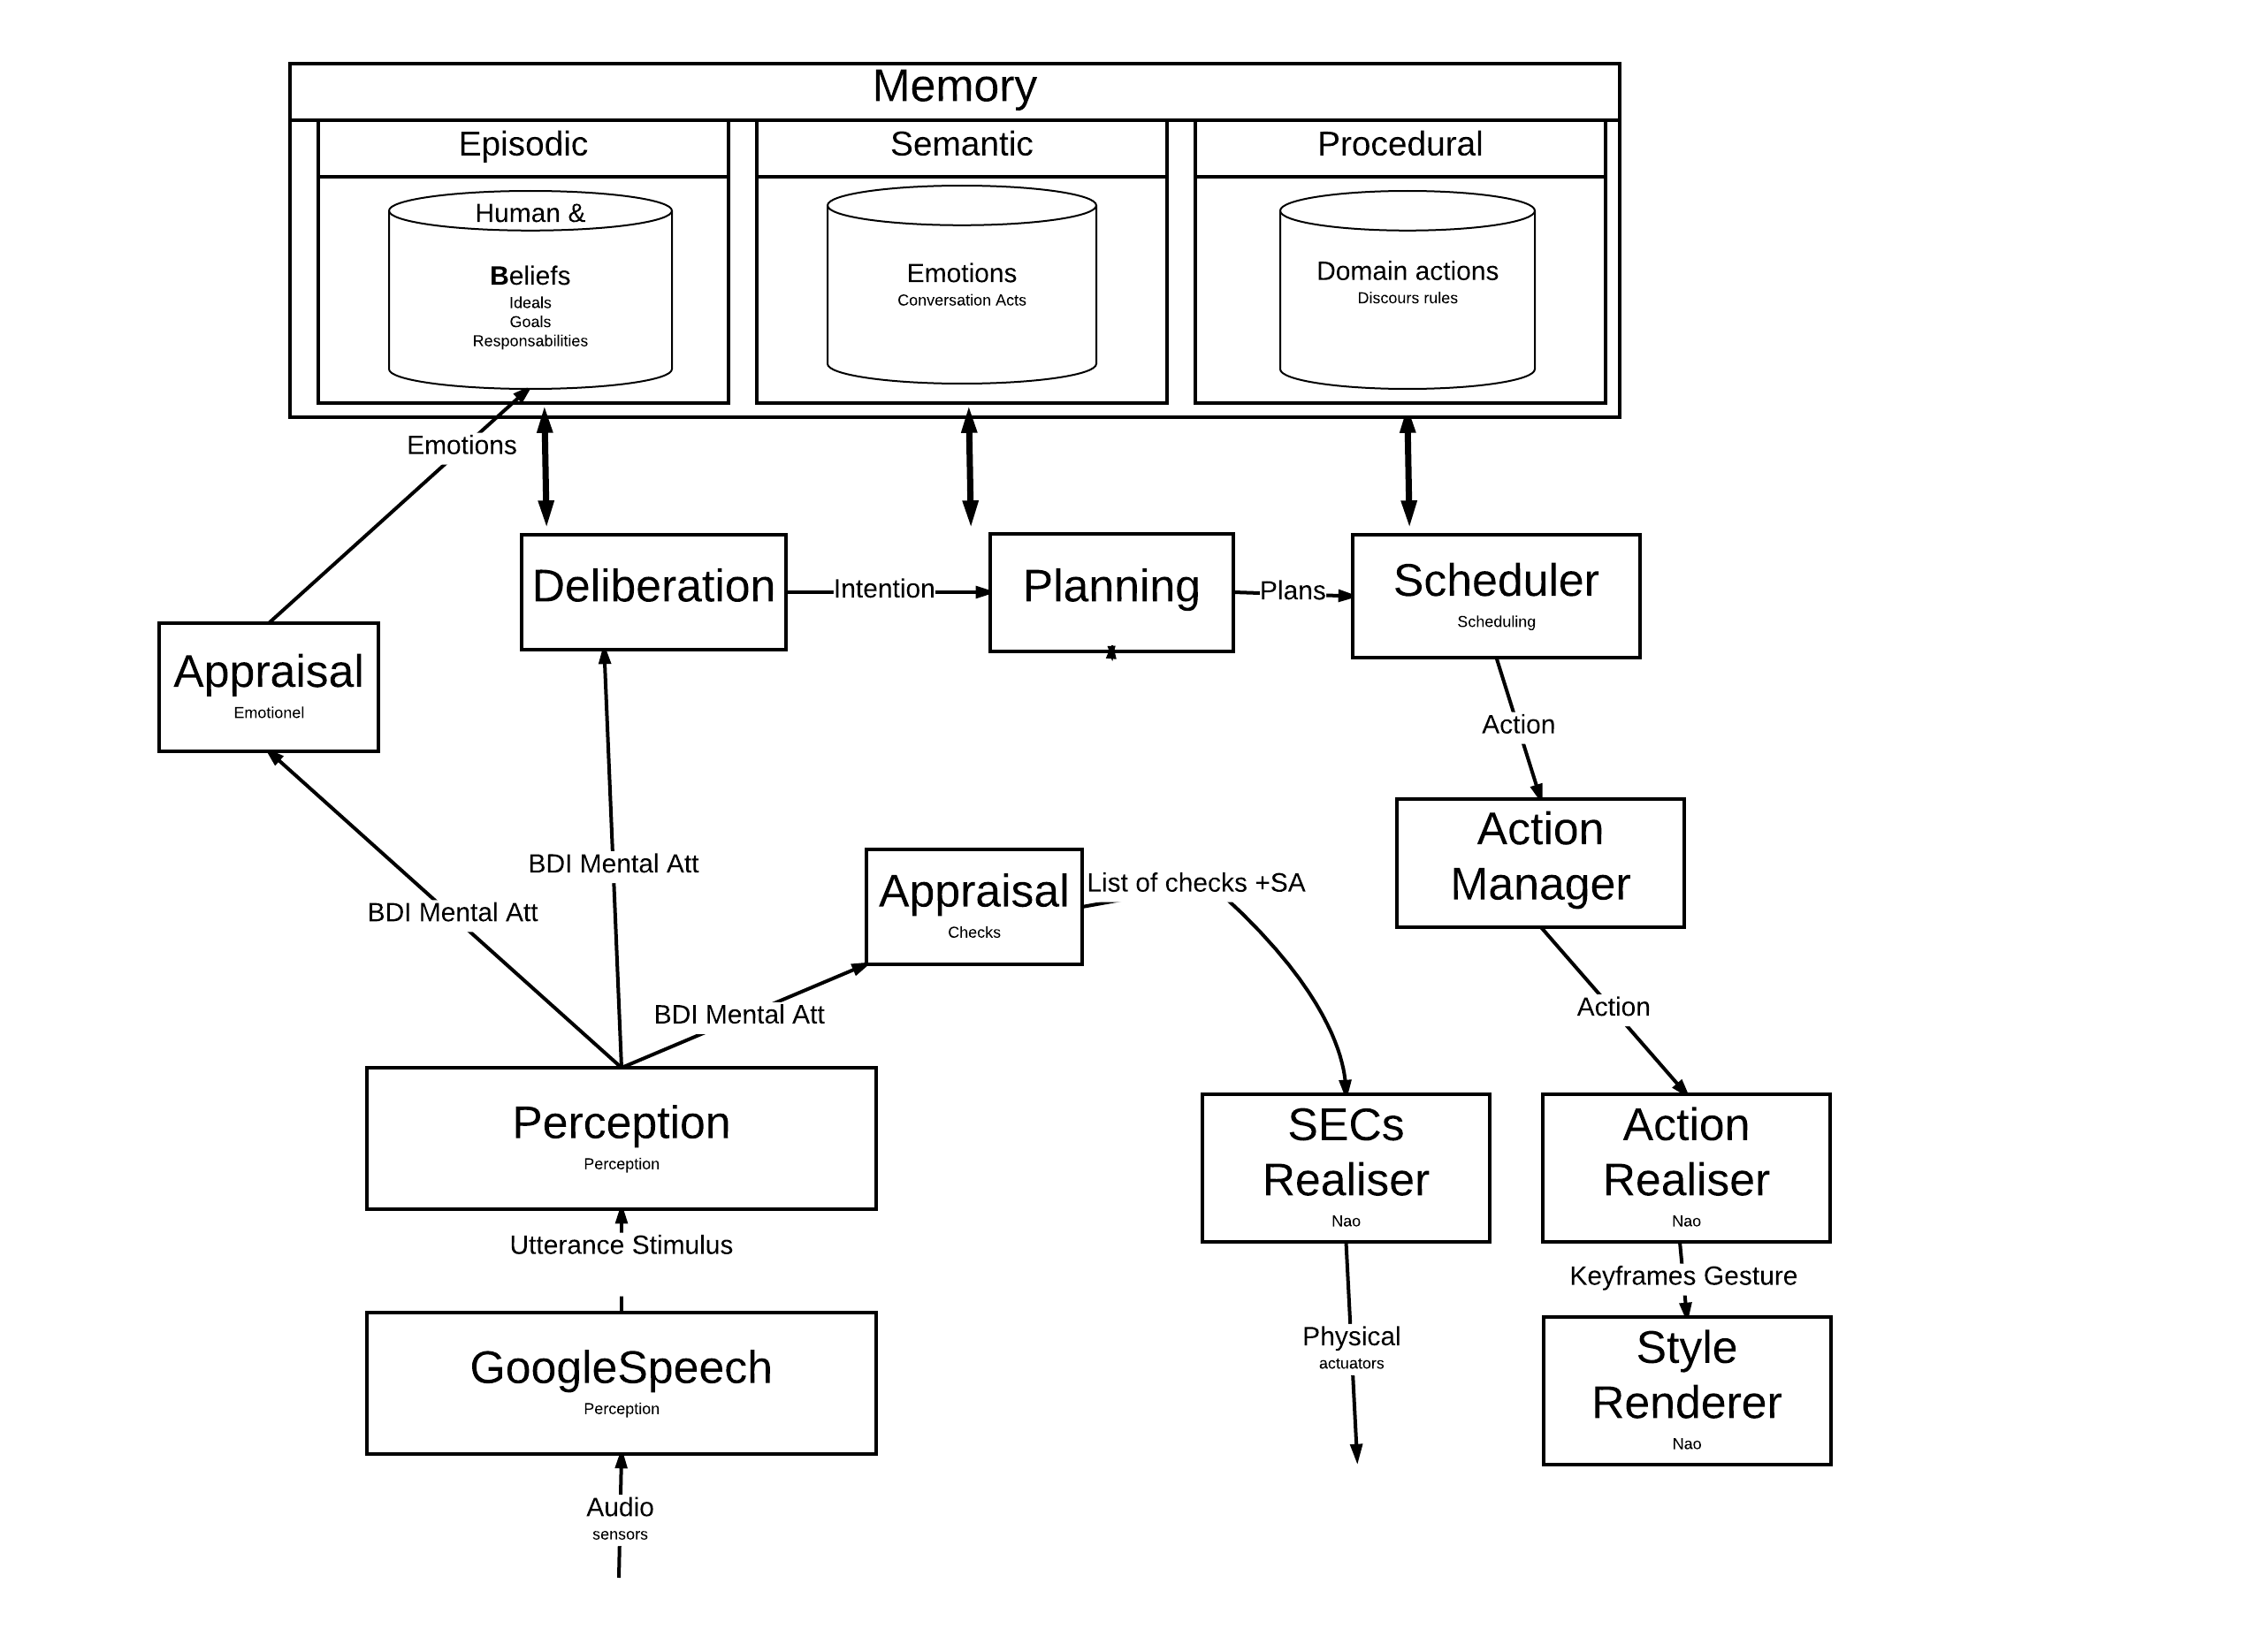 Memory
Episodic
Semantic
Procedural
Human &
Beliefs
Ideals
Goals
Responsabilities
Emotions
Conversation Acts
Domain actions
Discours rules
Emotions
Deliberation
Intention
Planning
Plans
Scheduler
Scheduling
Appraisal
Emotionel
Action
BDI Mental Att
BDI Mental Att
BDI Mental Att
Appraisal
Checks
List of checks +SA
Action
Manager
Action
Perception
Perception
SECs
Realiser
Nao
Action
Realiser
Nao
Utterance Stimulus
Keyframes Gesture
GoogleSpeech
Perception
Physical
actuators
Style
Renderer
Nao
Audio
sensors